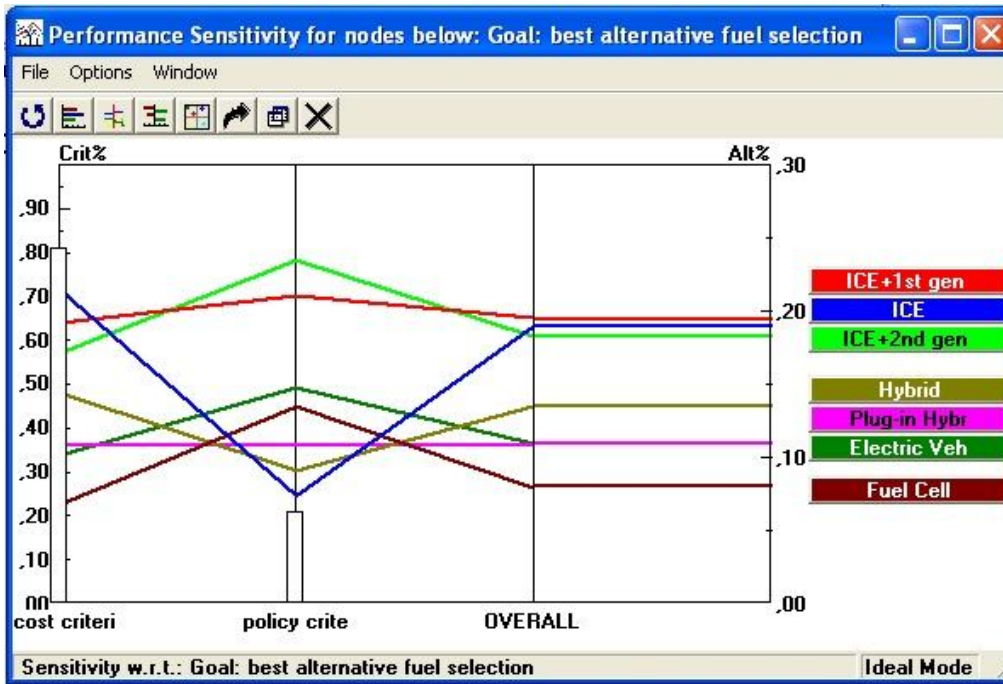 Performance Sensitivity for nodes below: Goal: best alternative fuel selection
File Options Window
Crit%
Alt%
,90
,80
,70
,60
,50
,40
,30
,20
,10
,00
,30
,20
,10
,00
ICE+1st gen
ICE
ICE+2nd gen
Hybrid
Plug-in Hybr
Electric Veh
Fuel Cell
cost criteri policy crite OVERALL
Sensitivity w.r.t.: Goal: best alternative fuel selection Ideal Mode